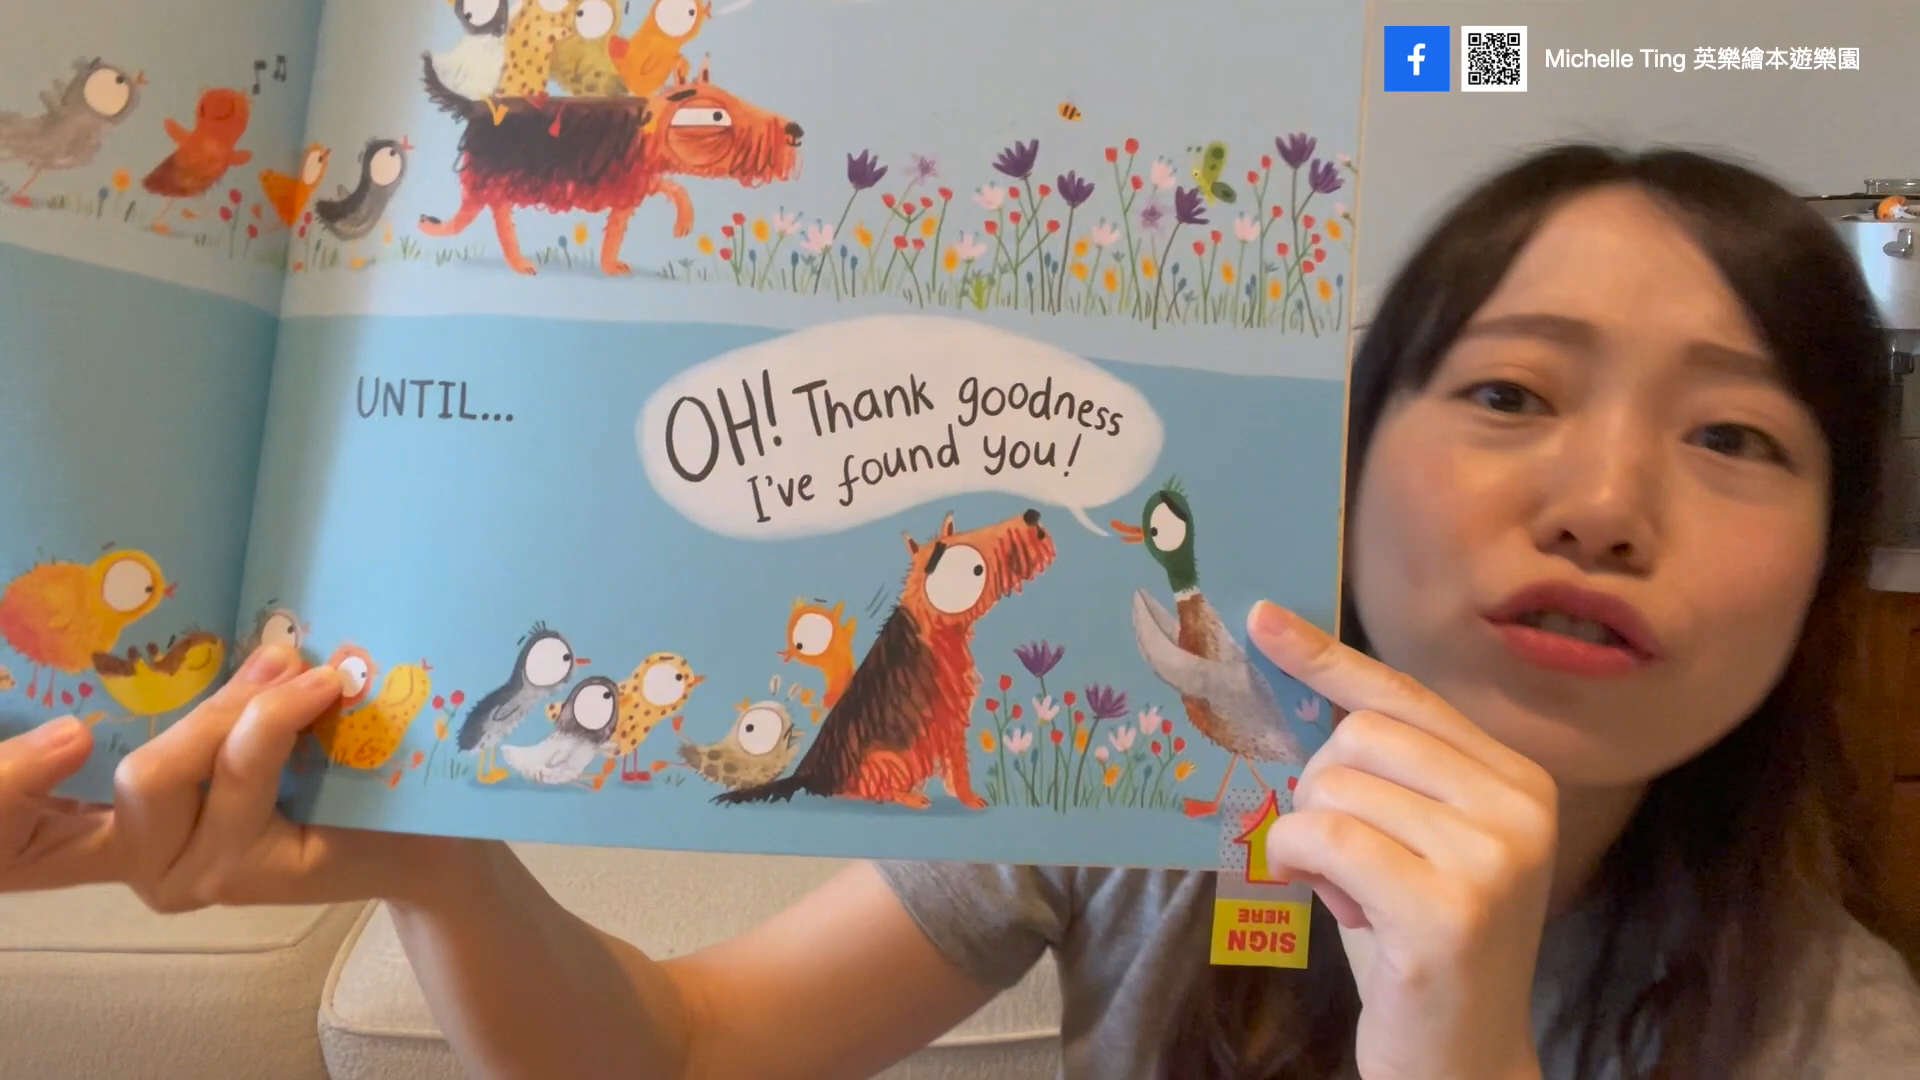 Michelle Ting 英樂繪本遊樂園
UNTIL...
OH! Thank goodness
I've found you!
SIGN
HERE